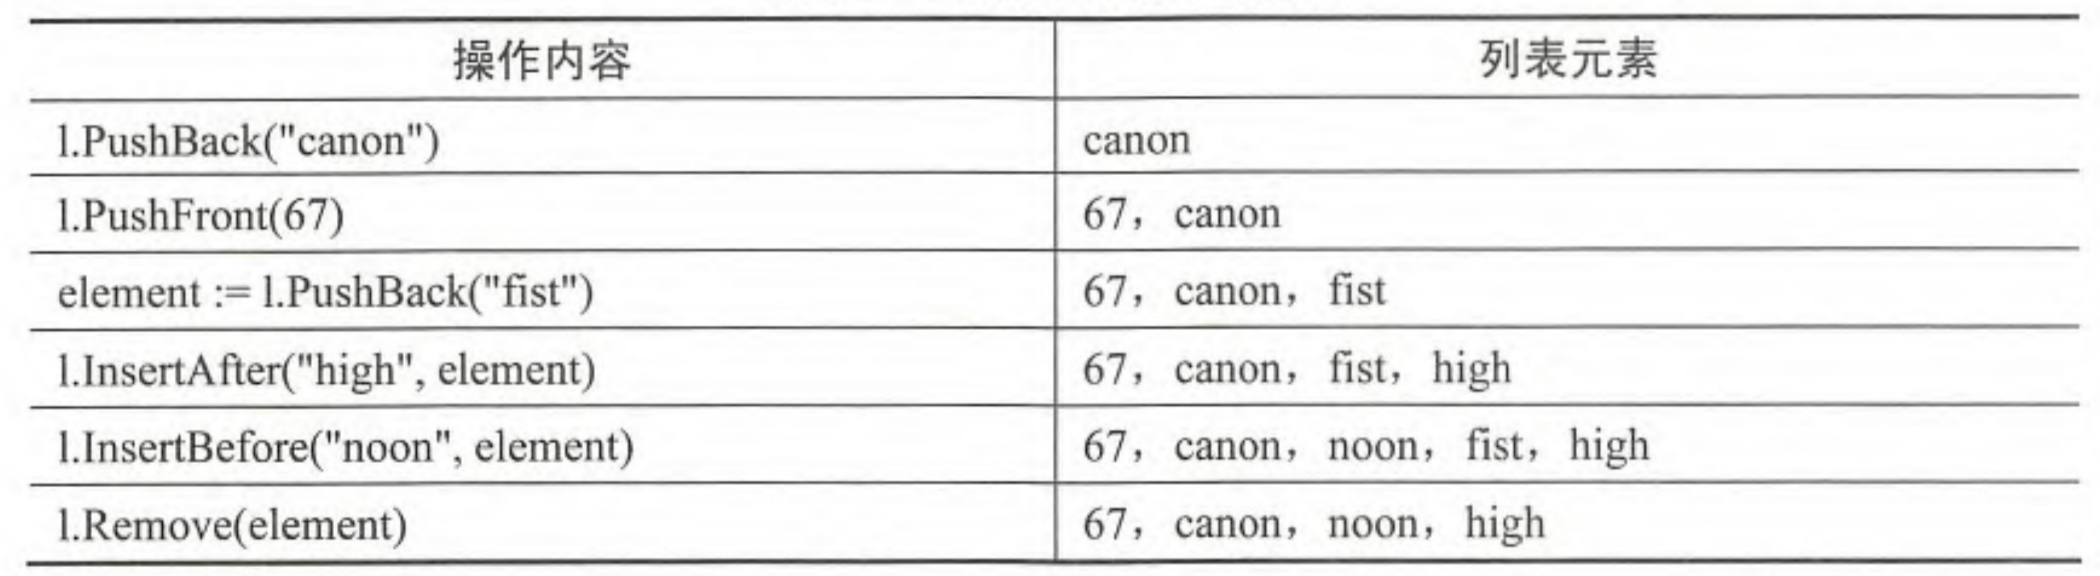 操作内容 列表元素
l.PushBack("canon") canon
l.PushFront(67) 67，canon
element := l.PushBack("fist") 67，canon，fist
l.InsertAfter("high", element) 67，canon，fist，high
l.InsertBefore("noon", element) 67，canon，noon，fist，high
l.Remove(element) 67，canon，noon，high